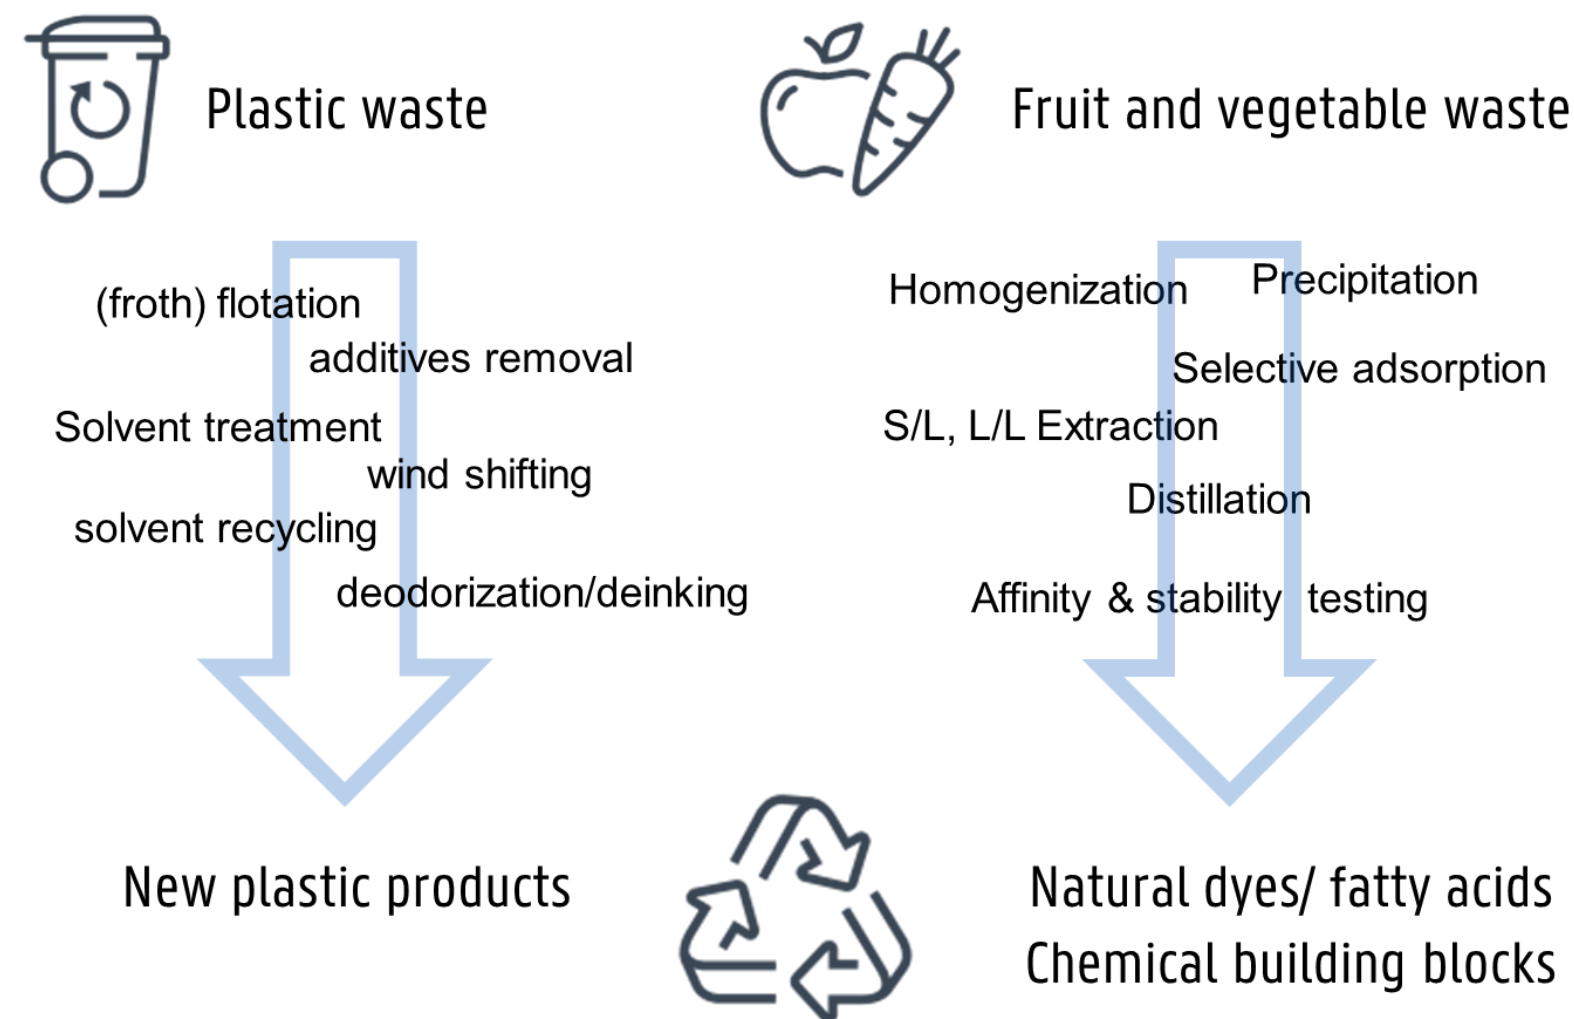 Plastic waste
Fruit and vegetable waste
(froth) flotation
additives removal
Solvent treatment
wind shifting
solvent recycling
deodorization/deinking
Homogenization
Precipitation
Selective adsorption
S/L, L/L Extraction
Distillation
Affinity & stability testing
New plastic products
Natural dyes/ fatty acids
Chemical building blocks